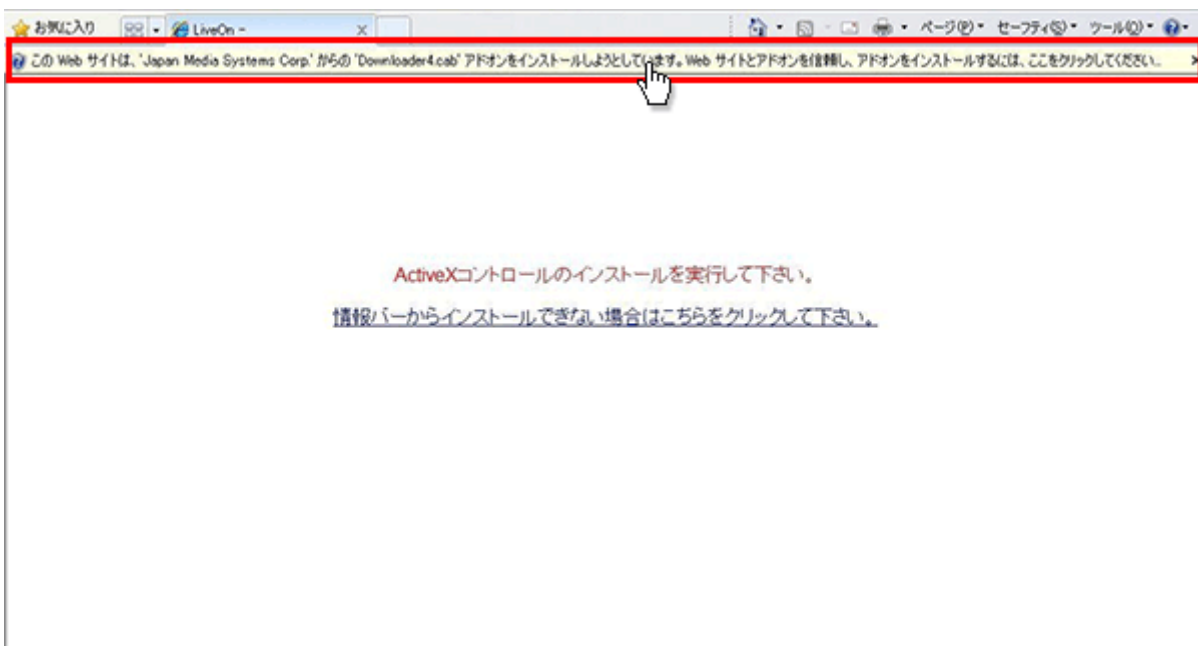 お気に入り LiveOn - ページ(P) セーフティ(S) ツール(O)
この Web サイトは、'Japan Media Systems Corp.' からの 'Downloader4.cab' アドオンをインストールしようとしています。Web サイトとアドオンを信頼し、アドオンをインストールするには、ここをクリックしてください...
ActiveXコントロールのインストールを実行して下さい。
情報バーからインストールできない場合はこちらをクリックして下さい。